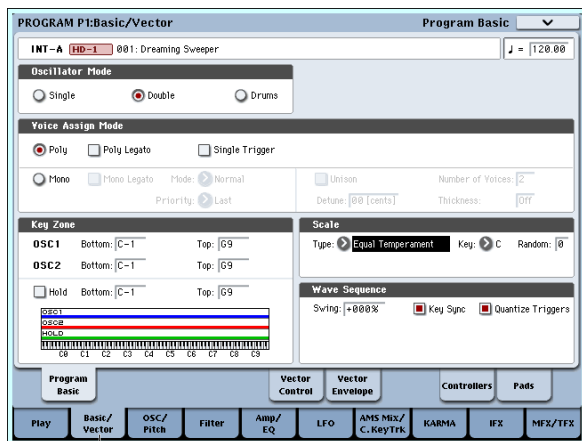 PROGRAM P1:Basic/Vector Program Basic
INT-A HD-1 001: Dreaming Sweeper ♩ = 120.00
Oscillator Mode
Single Double Drums
Voice Assign Mode
Poly Poly Legato Single Trigger
Mono Mono Legato Mode: Normal Unison Number of Voices: 2
Priority: Last Detune: 00 [cents] Thickness: Off
Key Zone
OSC1 Bottom: C-1 Top: G9
OSC2 Bottom: C-1 Top: G9
Hold Bottom: C-1 Top: G9
OSC1
OSC2
HOLD
C0 C1 C2 C3 C4 C5 C6 C7 C8 C9
Scale
Type: Equal Temperament Key: C Random: 0
Wave Sequence
Swing: +000% Key Sync Quantize Triggers
Program Basic
Vector Control
Vector Envelope
Controllers
Pads
Play
Basic/Vector
OSC/Pitch
Filter
Amp/EQ
LFO
AMS Mix/C.KeyTrk
KARMA
IFX
MFX/TFX